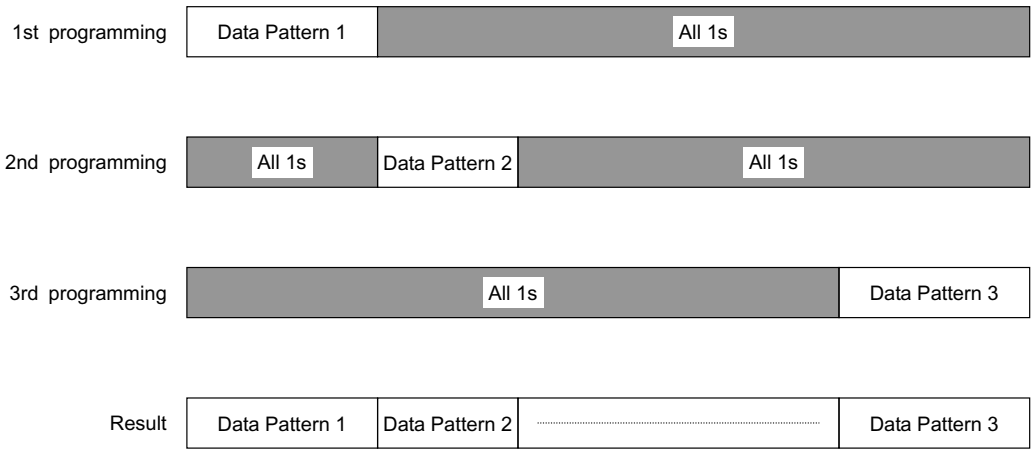 1st programming Data Pattern 1 All 1s
2nd programming All 1s Data Pattern 2 All 1s
3rd programming All 1s Data Pattern 3
Result Data Pattern 1 Data Pattern 2 Data Pattern 3